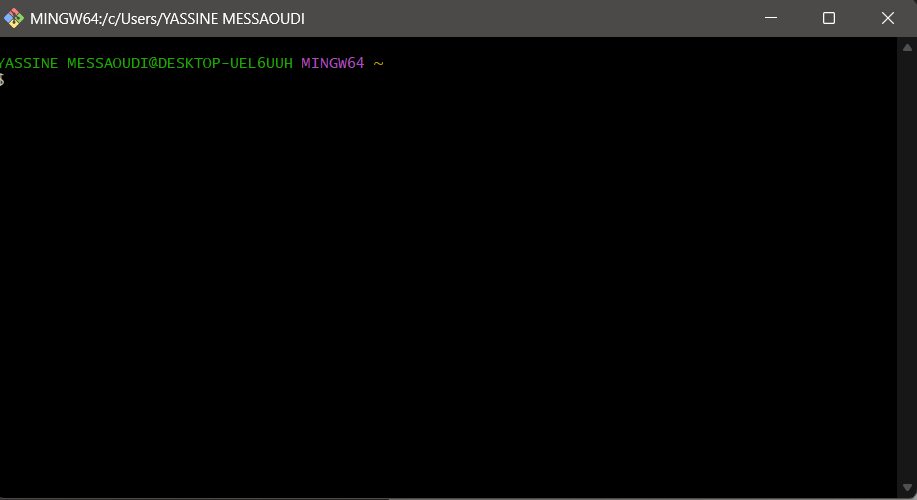 MINGW64:/c/Users/YASSINE MESSAOUDI
YASSINE MESSAOUDI@DESKTOP-UEL6UUH MINGW64 ~
$